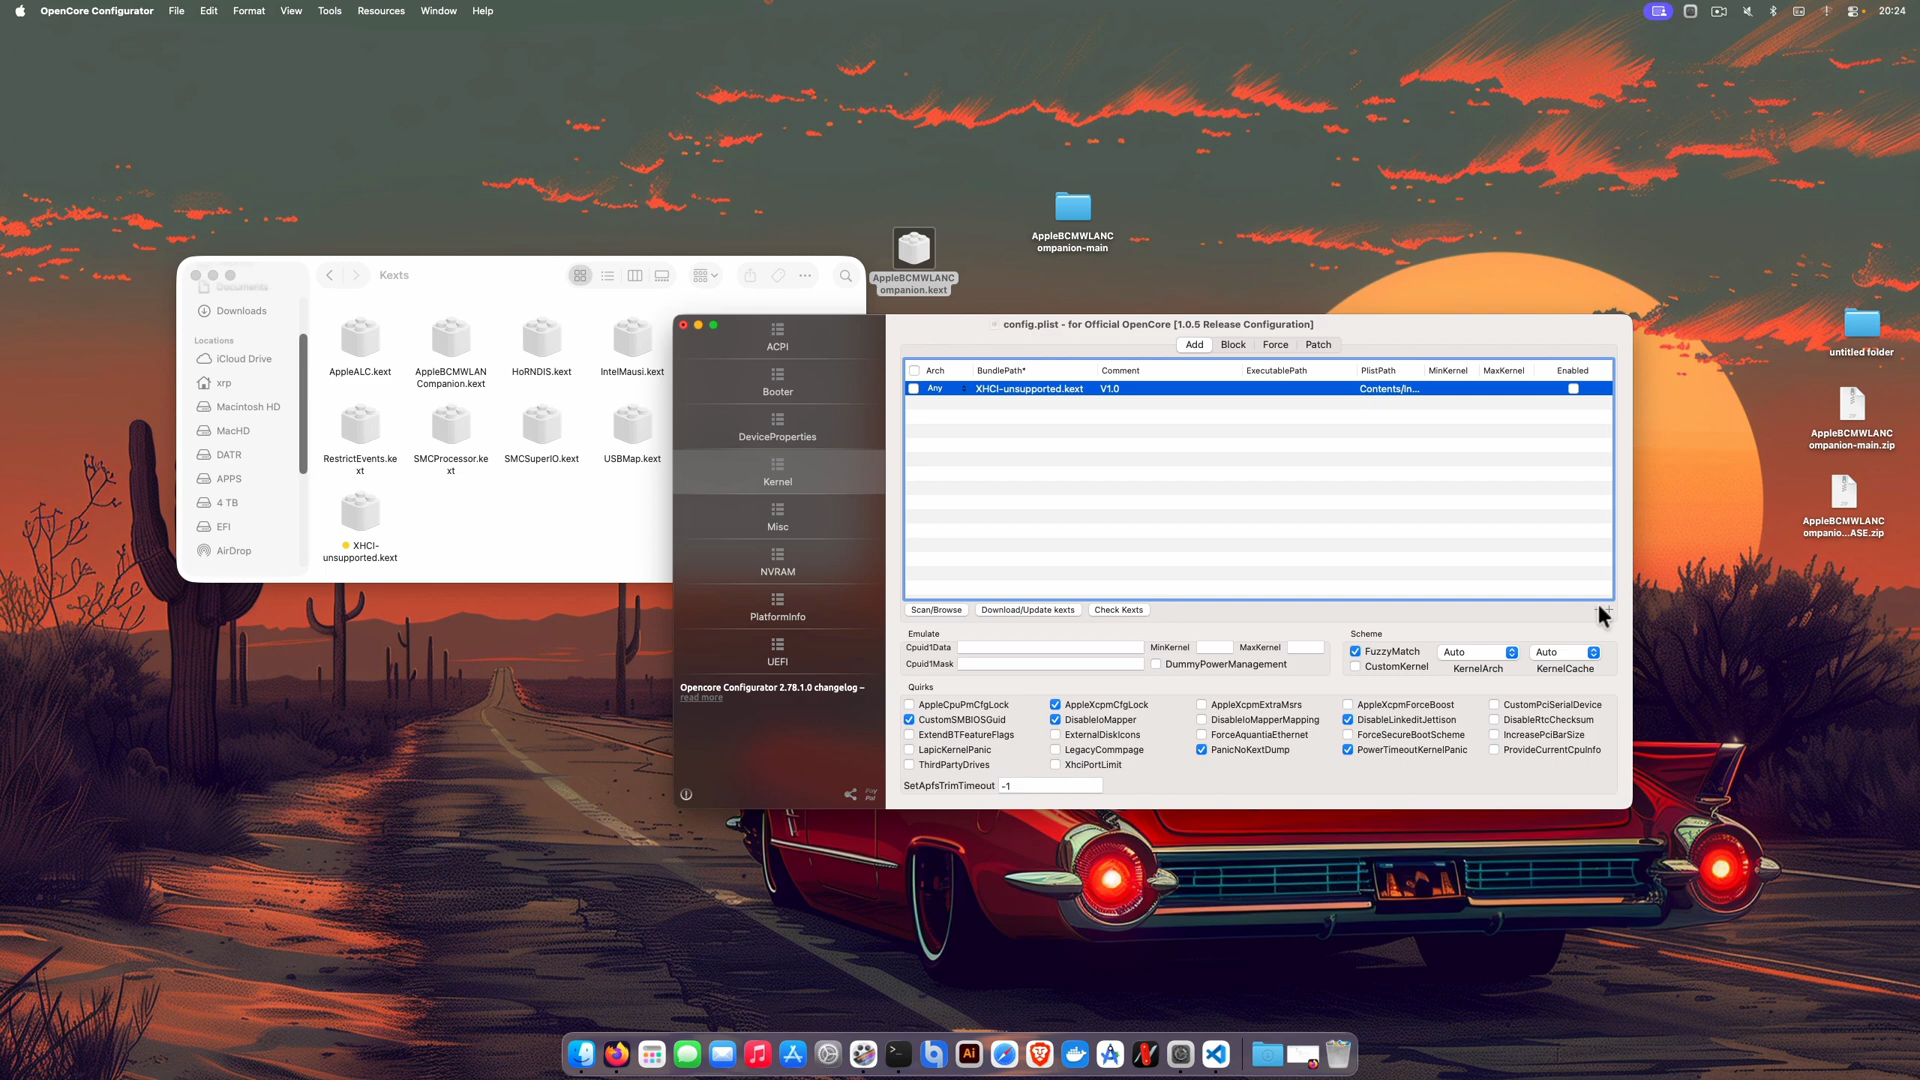 OpenCore Configurator File Edit Format View Tools Resources Window Help
20:24
AppleBCMWLANC
ompanion-main
AppleBCMWLANC
ompanion.kext
untitled folder
AppleBCMWLANC
ompanion-main.zip
ZIP
AppleBCMWLANC
ompanio...ASE.zip
ZIP
Kexts
Documents
Downloads
Locations
iCloud Drive
xrp
Macintosh HD
MacHD
DATR
APPS
4 TB
EFI
AirDrop
AppleALC.kext
AppleBCMWLAN
Companion.kext
HoRNDIS.kext
IntelMausi.kext
RestrictEvents.ke
xt
SMCProcessor.ke
xt
SMCSuperIO.kext
USBMap.kext
XHCI-
unsupported.kext
ACPI
Booter
DeviceProperties
Kernel
Misc
NVRAM
PlatformInfo
UEFI
Opencore Configurator 2.78.1.0 changelog –
read more
Pay
Pal
config.plist - for Official OpenCore [1.0.5 Release Configuration]
Add Block Force Patch
Arch BundlePath* Comment ExecutablePath PlistPath MinKernel MaxKernel Enabled
Any XHCI-unsupported.kext V1.0 Contents/In...
Scan/Browse Download/Update kexts Check Kexts
Emulate
Cpuid1Data MinKernel MaxKernel
Cpuid1Mask DummyPowerManagement
Scheme
FuzzyMatch Auto Auto
CustomKernel KernelArch KernelCache
Quirks
AppleCpuPmCfgLock AppleXcpmCfgLock AppleXcpmExtraMsrs AppleXcpmForceBoost CustomPciSerialDevice
CustomSMBIOSGuid DisableIoMapper DisableIoMapperMapping DisableLinkeditJettison DisableRtcChecksum
ExtendBTFeatureFlags ExternalDiskIcons ForceAquantiaEthernet ForceSecureBootScheme IncreasePciBarSize
LapicKernelPanic LegacyCommpage PanicNoKextDump PowerTimeoutKernelPanic ProvideCurrentCpuInfo
ThirdPartyDrives XhciPortLimit
SetApfsTrimTimeout -1
Ai